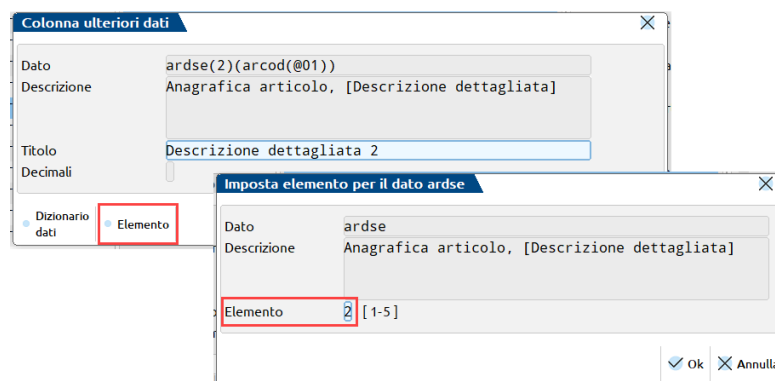 Colonna ulteriori dati
Dato ardse(2)(arcod(@01))
Descrizione Anagrafica articolo, [Descrizione dettagliata]
Titolo Descrizione dettagliata 2
Decimali
Dizionario dati
Elemento
Imposta elemento per il dato ardse
Dato ardse
Descrizione Anagrafica articolo, [Descrizione dettagliata]
Elemento 2 [1-5]
Ok Annulla